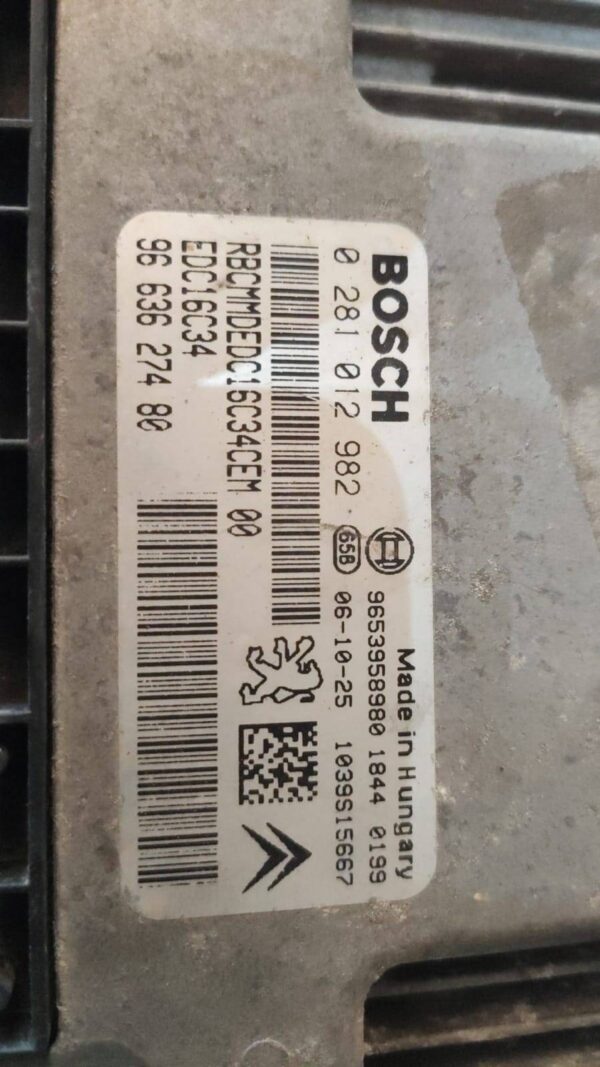 BOSCH
Made in Hungary
9653958980 1844 0199
0 281 012 982 · 65B 06-10-25 1039S15667
RBCMMDEDC16C34CEM 00
EDC16C34
96 636 274 80